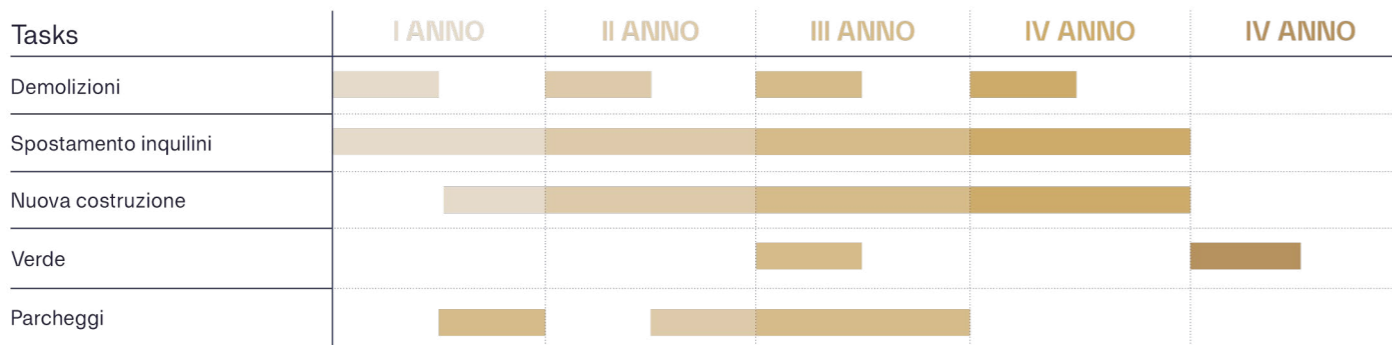 Tasks I ANNO II ANNO III ANNO IV ANNO IV ANNO
Demolizioni
Spostamento inquilini
Nuova costruzione
Verde
Parcheggi